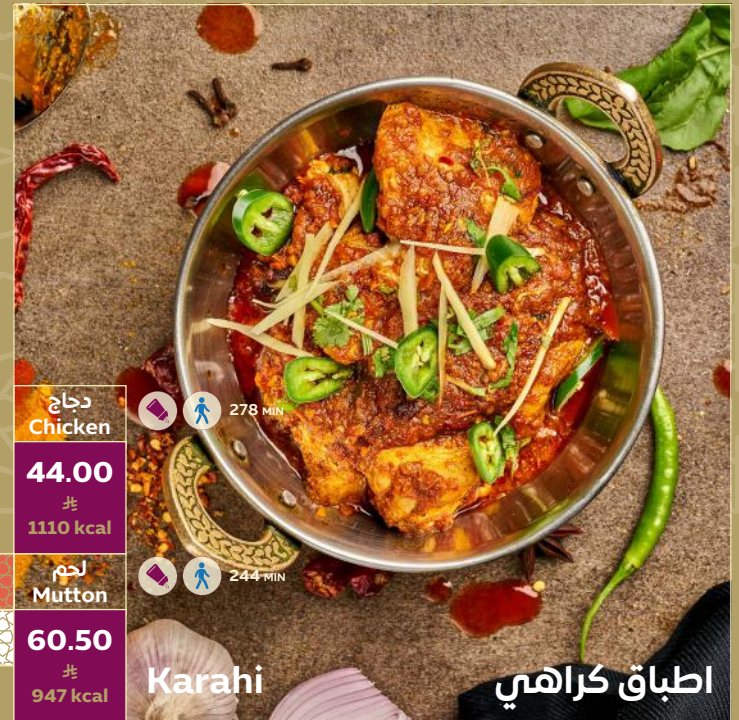 دجاج
Chicken
278 MIN
44.00
1110 kcal
لحم
Mutton
244 MIN
60.50
947 kcal
Karahi
اطباق كراهي